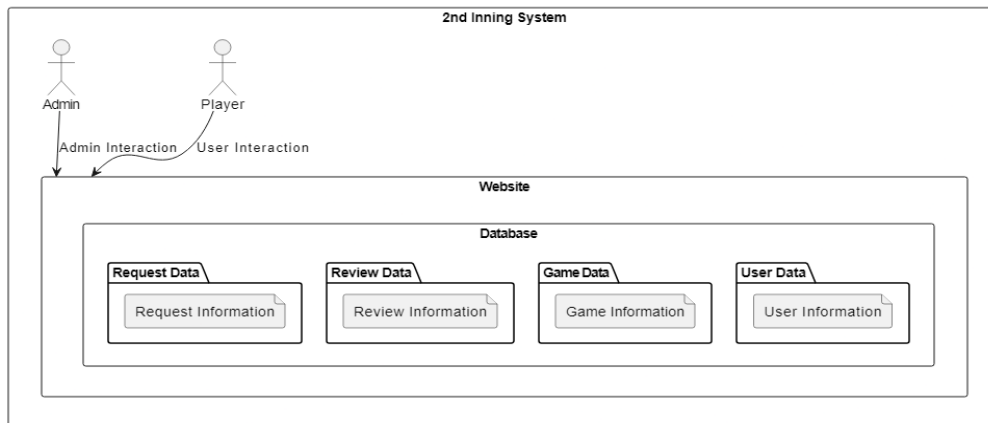 2nd Inning System
Admin Player
Admin Interaction User Interaction
Website
Database
Request Data Review Data Game Data User Data
Request Information Review Information Game Information User Information